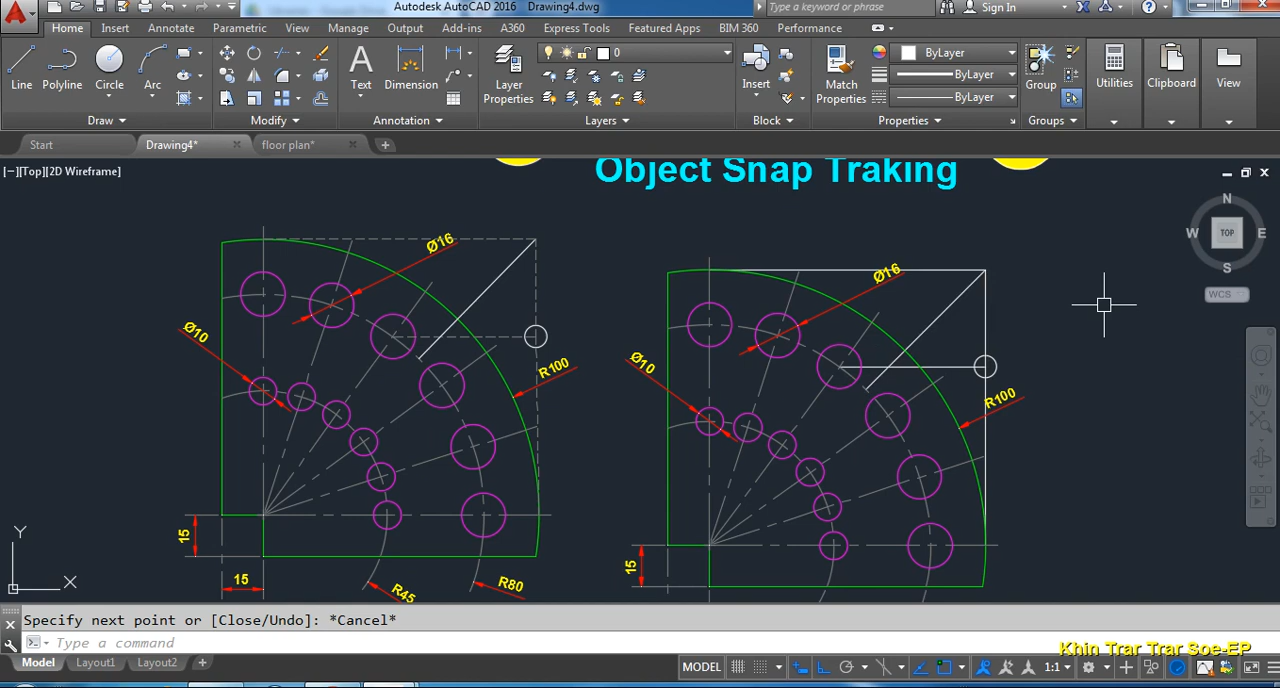 Autodesk AutoCAD 2016 Drawing4.dwg
Type a keyword or phrase
Sign In
Home Insert Annotate Parametric View Manage Output Add-ins A360 Express Tools Featured Apps BIM 360 Performance
Line Polyline Circle Arc
Text Dimension
Layer Properties
0
Insert
Match Properties
ByLayer
ByLayer
ByLayer
Group
Utilities
Clipboard
View
Draw Modify Annotation Layers Block Properties Groups
Start Drawing4* floor plan*
[−][Top][2D Wireframe]
Object Snap Traking
N
W TOP E
S
WCS
Ø16
Ø10
R100
15
15
R45
R80
Ø16
Ø10
R100
15
Y
X
Specify next point or [Close/Undo]: *Cancel*
Type a command
Khin Trar Trar Soe-EP
Model Layout1 Layout2
MODEL
1:1